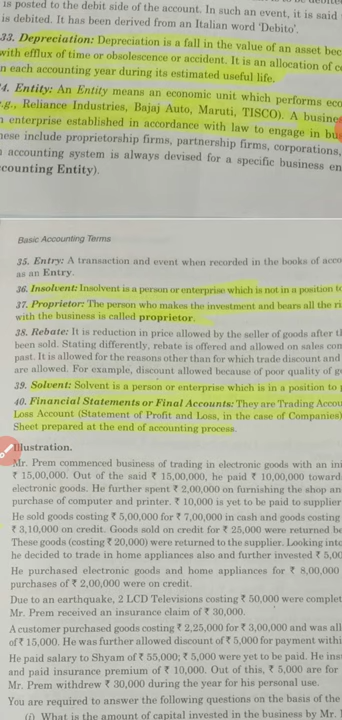 is posted to the debit side of the account. In such an event, it is said
is debited. It has been derived from an Italian word 'Debito'.
33. Depreciation: Depreciation is a fall in the value of an asset bec
with efflux of time or obsolescence or accident. It is an allocation of c
n each accounting year during its estimated useful life.
4. Entity: An Entity means an economic unit which performs eco
.g., Reliance Industries, Bajaj Auto, Maruti, TISCO). A busine
n enterprise established in accordance with law to engage in bu
hese include proprietorship firms, partnership firms, corporations,
accounting system is always devised for a specific business en
counting Entity).
Basic Accounting Terms
35. Entry: A transaction and event when recorded in the books of acco
as an Entry.
36. Insolvent: Insolvent is a person or enterprise which is not in a position to
37. Proprietor: The person who makes the investment and bears all the ri
with the business is called proprietor.
38. Rebate: It is reduction in price allowed by the seller of goods after t
been sold. Stating differently, rebate is offered and allowed on sales con
past. It is allowed for the reasons other than for which trade discount and
are allowed. For example, discount allowed because of poor quality of g
39. Solvent: Solvent is a person or enterprise which is in a position to
40. Financial Statements or Final Accounts: They are Trading Accou
Loss Account (Statement of Profit and Loss, in the case of Companies)
Sheet prepared at the end of accounting process.
Illustration.
Mr. Prem commenced business of trading in electronic goods with an ini
₹ 15,00,000. Out of the said ₹ 15,00,000, he paid ₹ 10,00,000 toward
electronic goods. He further spent ₹ 2,00,000 on furnishing the shop an
purchase of computer and printer. ₹ 10,000 is yet to be paid to supplier
He sold goods costing ₹ 5,00,000 for ₹ 7,00,000 in cash and goods costing
₹ 3,10,000 on credit. Goods sold on credit for ₹ 25,000 were returned be
These goods (costing ₹ 20,000) were returned to the supplier. Looking into
he decided to trade in home appliances also and further invested ₹ 5,00
He purchased electronic goods and home appliances for ₹ 8,00,000
purchases of ₹ 2,00,000 were on credit.
Due to an earthquake, 2 LCD Televisions costing ₹ 50,000 were complet
Mr. Prem received an insurance claim of ₹ 30,000.
A customer purchased goods costing ₹ 2,25,000 for ₹ 3,00,000 and was all
of ₹ 15,000. He was further allowed discount of ₹ 5,000 for payment withi
He paid salary to Shyam of ₹ 55,000; ₹ 5,000 were yet to be paid. He ins
and paid insurance premium of ₹ 10,000. Out of this, ₹ 5,000 are for
Mr. Prem withdrew ₹ 30,000 during the year for his personal use.
You are required to answer the following questions on the basis of the
(i) What is the amount of capital invested in the business by Mr.